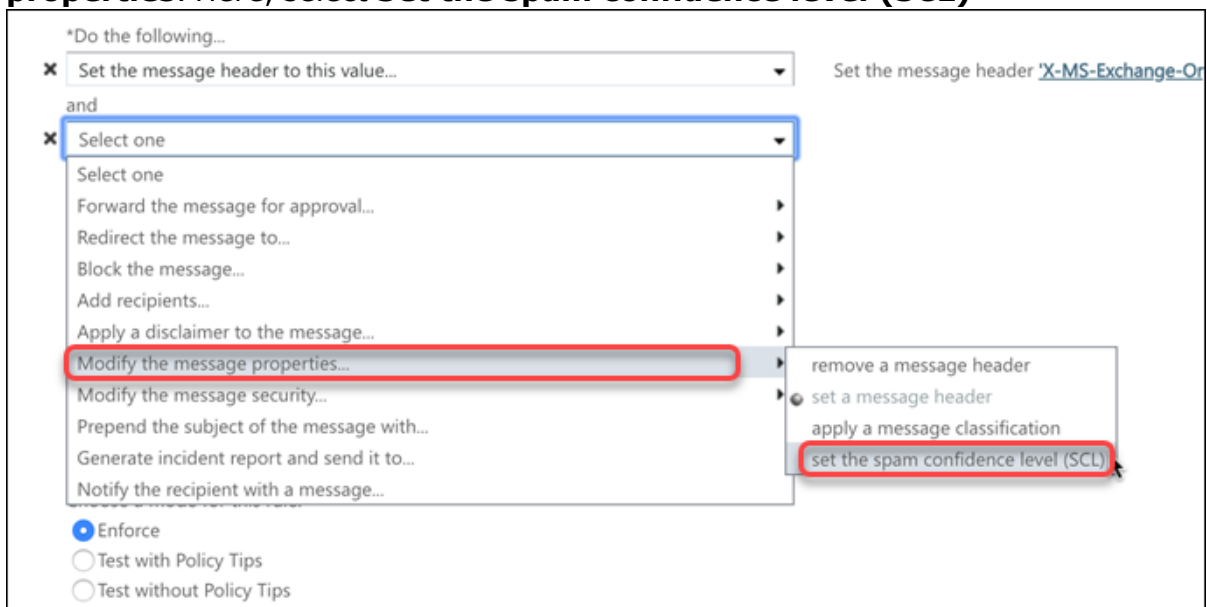 properties. Here, select Set the spam confidence level (SCL)
*Do the following...
Set the message header to this value...
Set the message header 'X-MS-Exchange-Or
and
Select one
Select one
Forward the message for approval...
Redirect the message to...
Block the message...
Add recipients...
Apply a disclaimer to the message...
Modify the message properties...
Modify the message security...
Prepend the subject of the message with...
Generate incident report and send it to...
Notify the recipient with a message...
remove a message header
set a message header
apply a message classification
set the spam confidence level (SCL)
Enforce
Test with Policy Tips
Test without Policy Tips